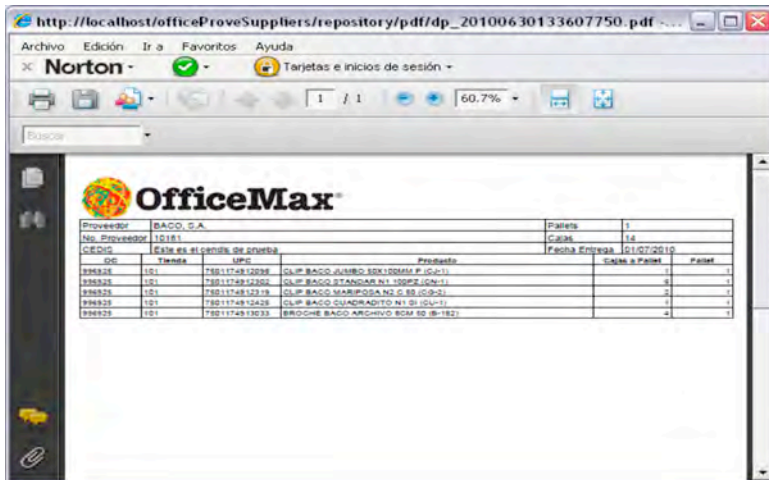 http://localhost/officeProveSuppliers/repository/pdf/dp_20100630133607750.pdf -...
Archivo Edición Ir a Favoritos Ayuda
Norton - Tarjetas e inicios de sesión
1 / 1 60.7%
Buscar
OfficeMax
Proveedor BACO, S.A. Pallets 1
No. Proveedor 10161 Cajas 14
CEDIS Este es el cendis de prueba Fecha Entrega 01/07/2010
OC Tienda UPC Producto Cajas a Pallet Pallet
996925 101 CLIP BACO JUMBO 50X100MM P (CJ-1) 1 1
996925 101 7501174912302 CLIP BACO STANDAR N1 100PZ (CN-1) 6 1
996925 101 7501174912319 CLIP BACO MARIPOSA N2 C 50 (CG-2) 2 1
996925 101 7501174912425 CLIP BACO CUADRADITO N1 DI (CU-1) 1 1
996925 101 7501174913033 BROCHE BACO ARCHIVO 8CM 50 (B-182) 4 1